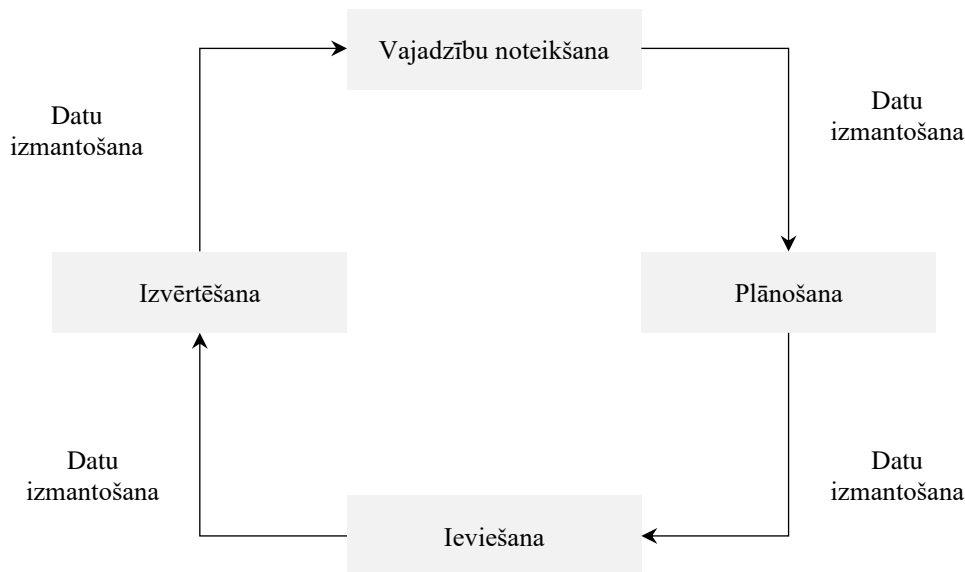 Vajadzību noteikšana
Datu
izmantošana
Datu
izmantošana
Izvērtēšana
Plānošana
Datu
izmantošana
Datu
izmantošana
Ieviešana